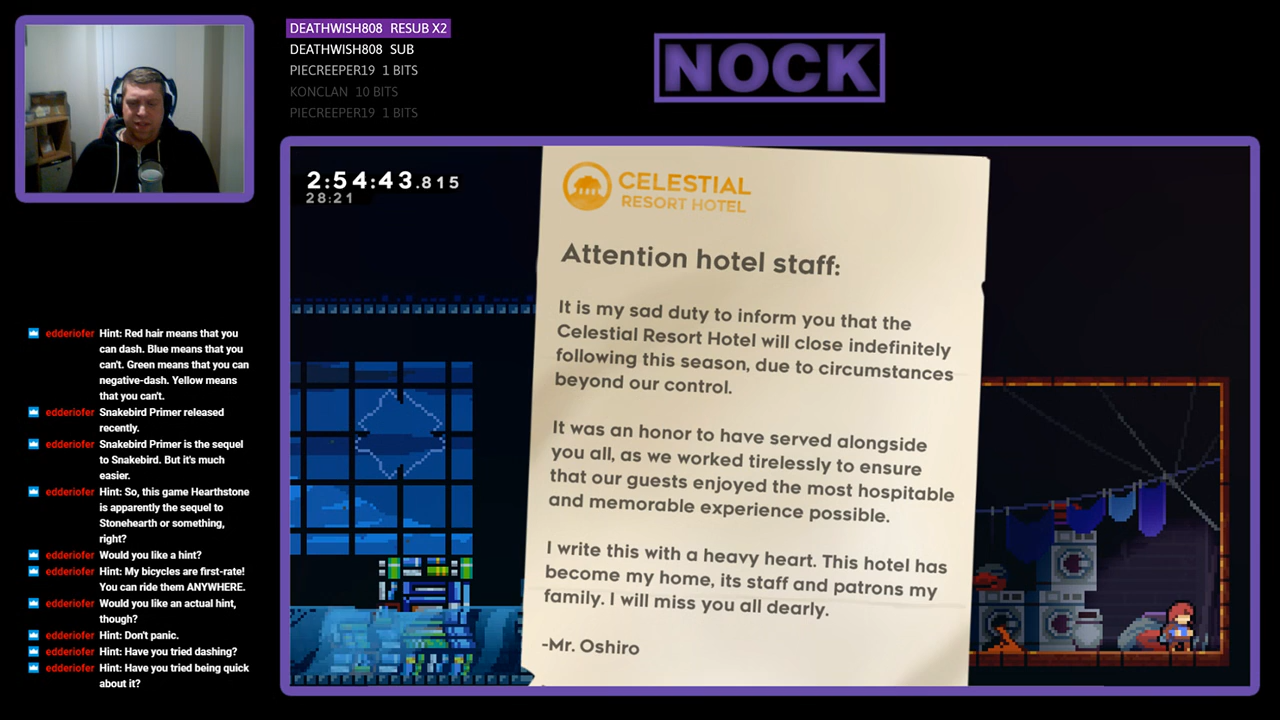 DEATHWISH808 RESUB X2
DEATHWISH808 SUB
PIECREEPER19 1 BITS
KONCLAN 10 BITS
PIECREEPER19 1 BITS
NOCK
2:54:43.815
28:21
CELESTIAL
RESORT HOTEL
Attention hotel staff:
It is my sad duty to inform you that the
Celestial Resort Hotel will close indefinitely
following this season, due to circumstances
beyond our control.
It was an honor to have served alongside
you all, as we worked tirelessly to ensure
that our guests enjoyed the most hospitable
and memorable experience possible.
I write this with a heavy heart. This hotel has
become my home, its staff and patrons my
family. I will miss you all dearly.
-Mr. Oshiro
edderiofer Hint: Red hair means that you
can dash. Blue means that you
can't. Green means that you can
negative-dash. Yellow means
that you can't.
edderiofer Snakebird Primer released
recently.
edderiofer Snakebird Primer is the sequel
to Snakebird. But it's much
easier.
edderiofer Hint: So, this game Hearthstone
is apparently the sequel to
Stonehearth or something,
right?
edderiofer Would you like a hint?
edderiofer Hint: My bicycles are first-rate!
You can ride them ANYWHERE.
edderiofer Would you like an actual hint,
though?
edderiofer Hint: Don't panic.
edderiofer Hint: Have you tried dashing?
edderiofer Hint: Have you tried being quick
about it?